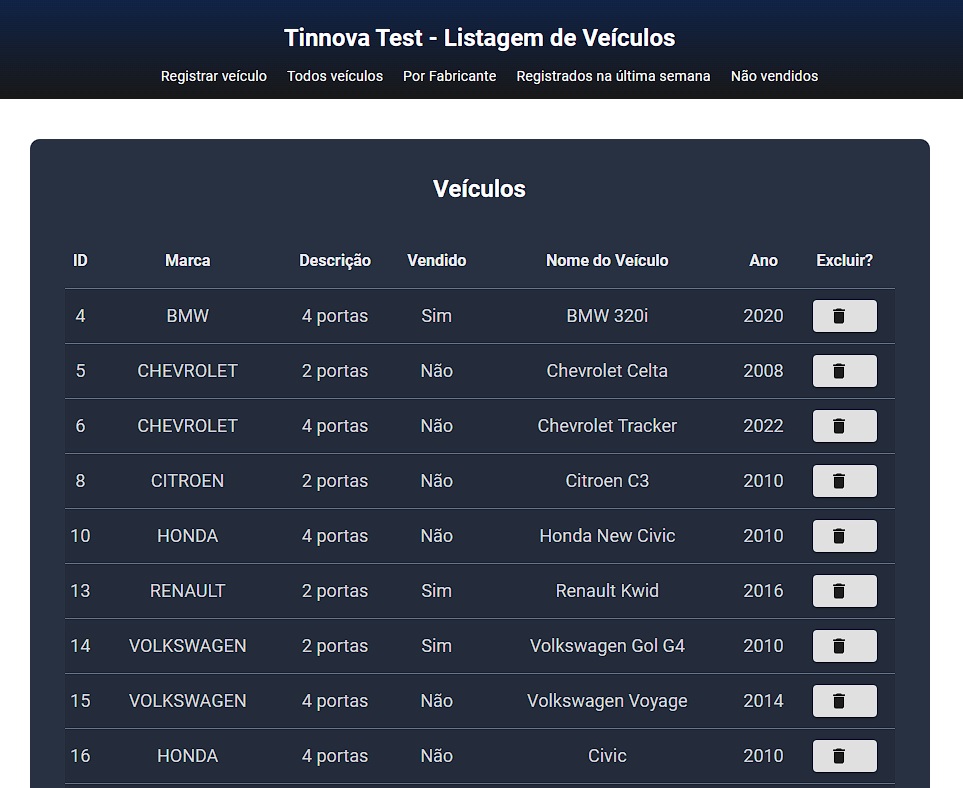 Tinnova Test - Listagem de Veículos
Registrar veículo Todos veículos Por Fabricante Registrados na última semana Não vendidos
Veículos
ID Marca Descrição Vendido Nome do Veículo Ano Excluir?
4 BMW 4 portas Sim BMW 320i 2020
5 CHEVROLET 2 portas Não Chevrolet Celta 2008
6 CHEVROLET 4 portas Não Chevrolet Tracker 2022
8 CITROEN 2 portas Não Citroen C3 2010
10 HONDA 4 portas Não Honda New Civic 2010
13 RENAULT 2 portas Sim Renault Kwid 2016
14 VOLKSWAGEN 2 portas Sim Volkswagen Gol G4 2010
15 VOLKSWAGEN 4 portas Não Volkswagen Voyage 2014
16 HONDA 4 portas Não Civic 2010